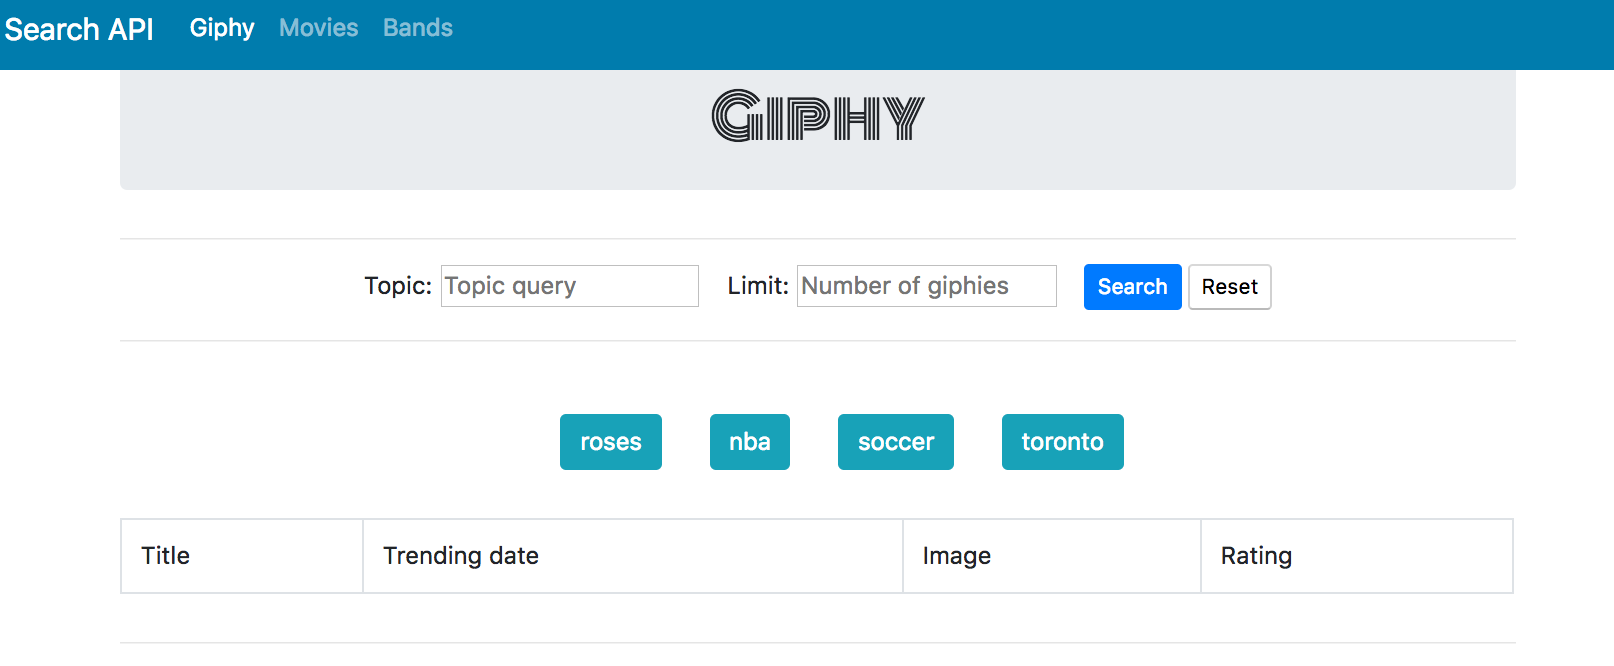 Search API Giphy Movies Bands
Giphy
Topic: Topic query Limit: Number of giphies Search Reset
roses nba soccer toronto
Title Trending date Image Rating